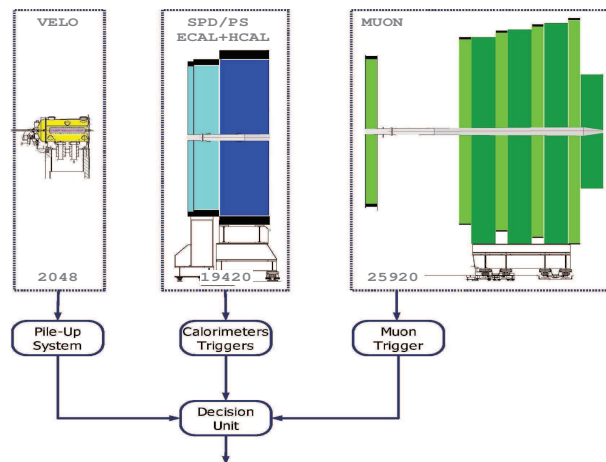 VELO
SPD/PS
ECAL+HCAL
MUON
2048
19420
25920
Pile-Up
System
Calorimeters
Triggers
Muon
Trigger
Decision
Unit